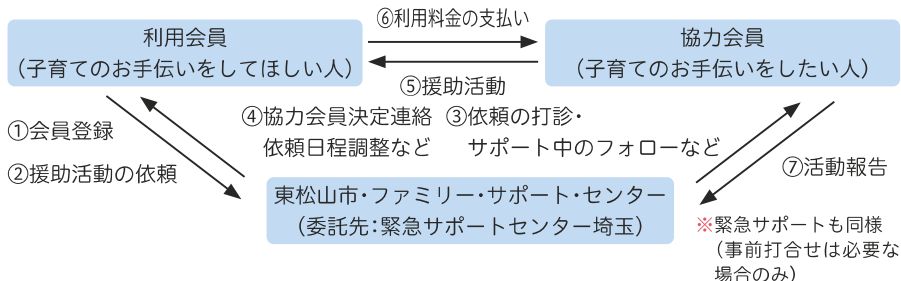 ⑥利用料金の支払い
利用会員
(子育てのお手伝いをしてほしい人)
協力会員
(子育てのお手伝いをしたい人)
⑤援助活動
①会員登録
②援助活動の依頼
④協力会員決定連絡
依頼日程調整など
③依頼の打診・
サポート中のフォローなど
⑦活動報告
東松山市・ファミリー・サポート・センター
(委託先：緊急サポートセンター埼玉)
※緊急サポートも同様
(事前打合せは必要な
場合のみ)